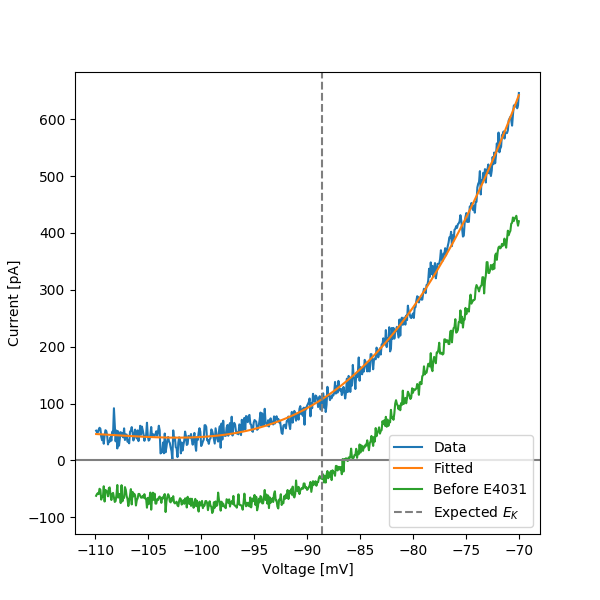 600
500
400
300
200
100
0
−100
Current [pA]
−110
−105
−100
−95
−90
−85
−80
−75
−70
Voltage [mV]
Data
Fitted
Before E4031
Expected E_K